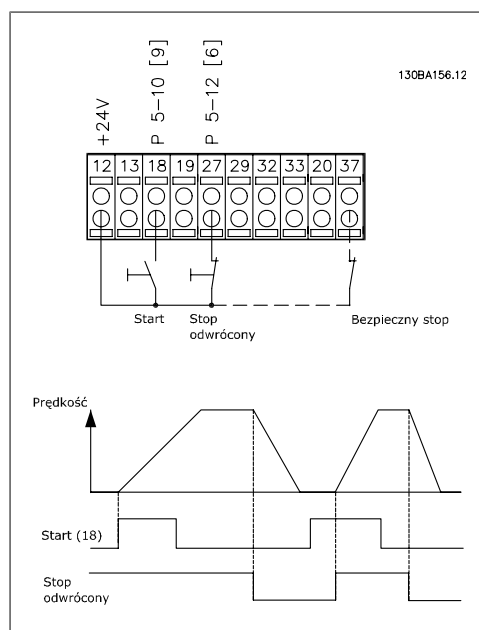 130BA156.12
+24V
P 5-10 [9]
P 5-12 [6]
12 13 18 19 27 29 32 33 20 37
Start
Stop
odwrócony
Bezpieczny stop
Prędkość
Start (18)
Stop
odwrócony